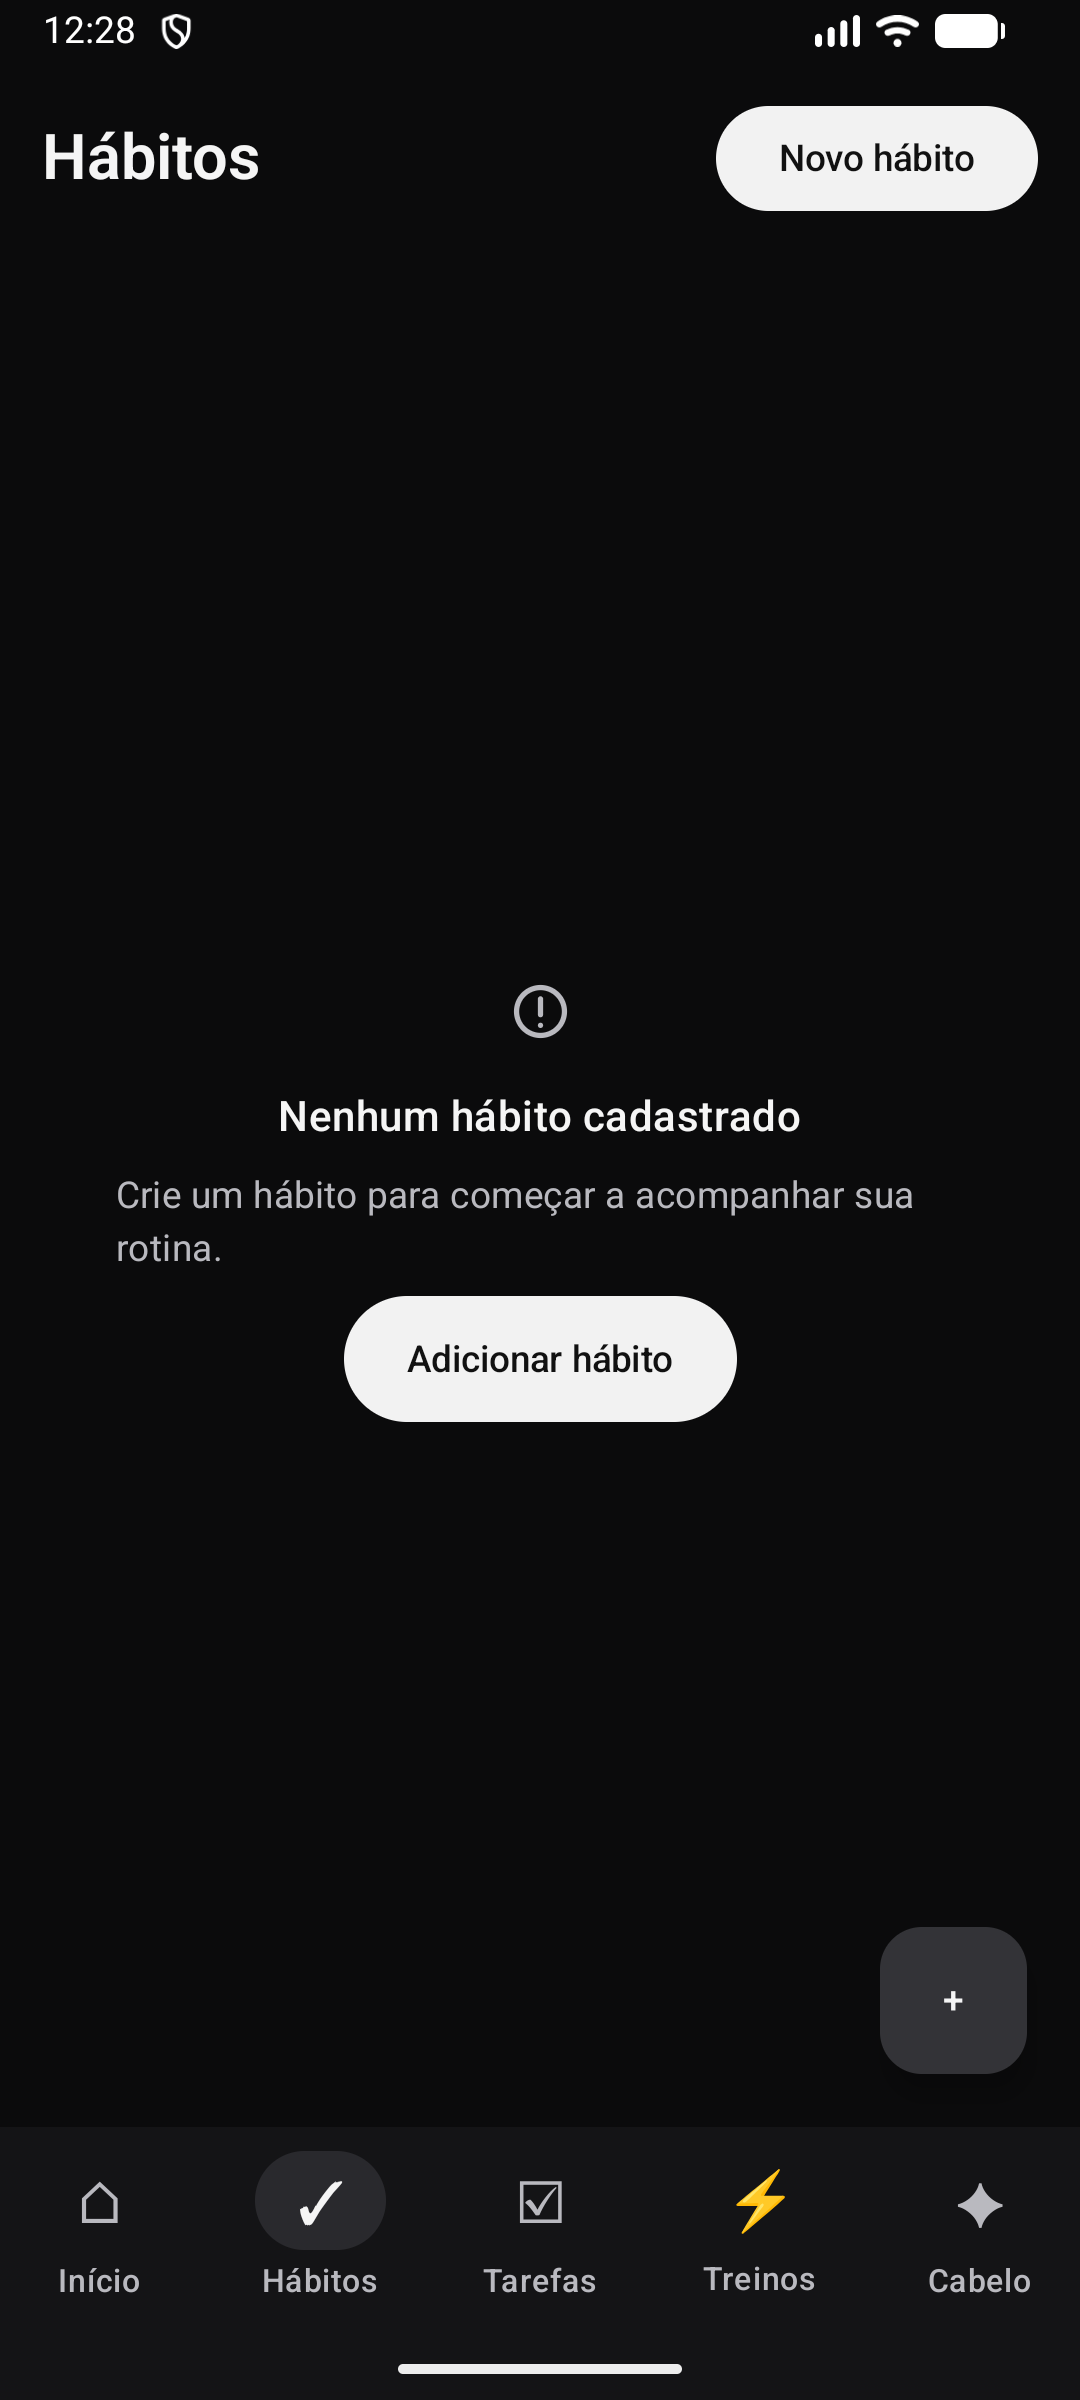 12:28
Hábitos
Novo hábito
Nenhum hábito cadastrado
Crie um hábito para começar a acompanhar sua
rotina.
Adicionar hábito
+
Início
Hábitos
Tarefas
Treinos
Cabelo